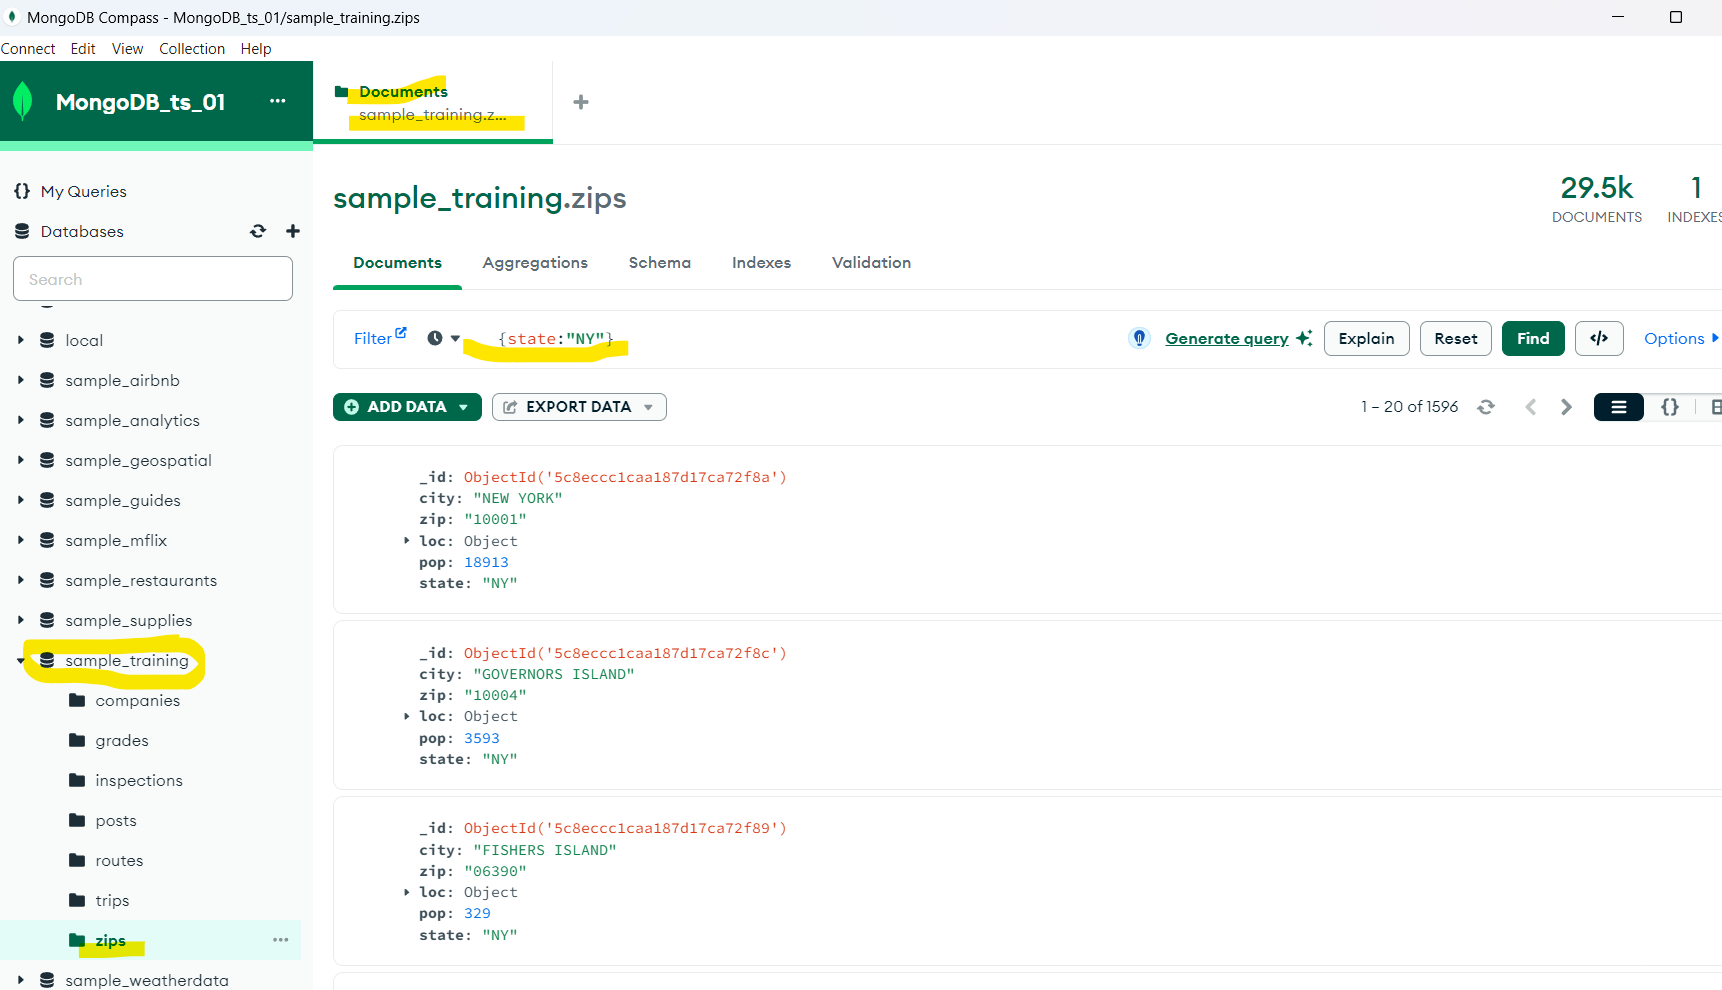 MongoDB Compass - MongoDB_ts_01/sample_training.zips
Connect Edit View Collection Help
MongoDB_ts_01
Documents
sample_training.z...
My Queries
Databases
Search
local
sample_airbnb
sample_analytics
sample_geospatial
sample_guides
sample_mflix
sample_restaurants
sample_supplies
sample_training
companies
grades
inspections
posts
routes
trips
zips
sample_weatherdata
sample_training.zips
29.5k
DOCUMENTS
1
INDEXES
Documents Aggregations Schema Indexes Validation
Filter {state:"NY"} Generate query Explain Reset Find </> Options
ADD DATA EXPORT DATA 1 – 20 of 1596 {}
_id: ObjectId('5c8eccc1caa187d17ca72f8a')
city: "NEW YORK"
zip: "10001"
loc: Object
pop: 18913
state: "NY"
_id: ObjectId('5c8eccc1caa187d17ca72f8c')
city: "GOVERNORS ISLAND"
zip: "10004"
loc: Object
pop: 3593
state: "NY"
_id: ObjectId('5c8eccc1caa187d17ca72f89')
city: "FISHERS ISLAND"
zip: "06390"
loc: Object
pop: 329
state: "NY"